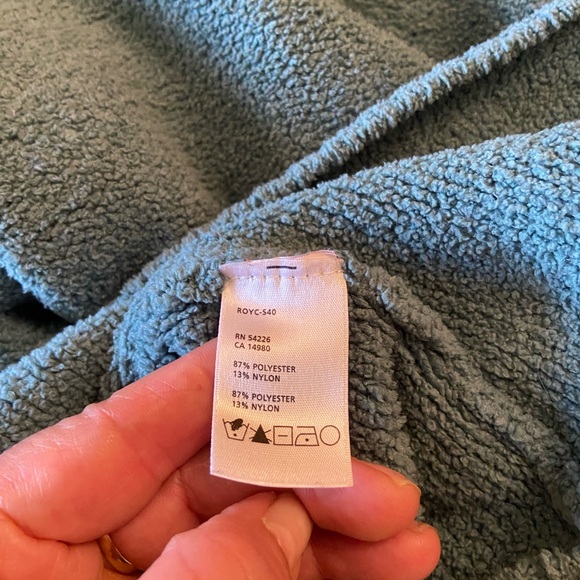 ROYC-S40
RN 54226
CA 14980
87% POLYESTER
13% NYLON
87% POLYESTER
13% NYLON